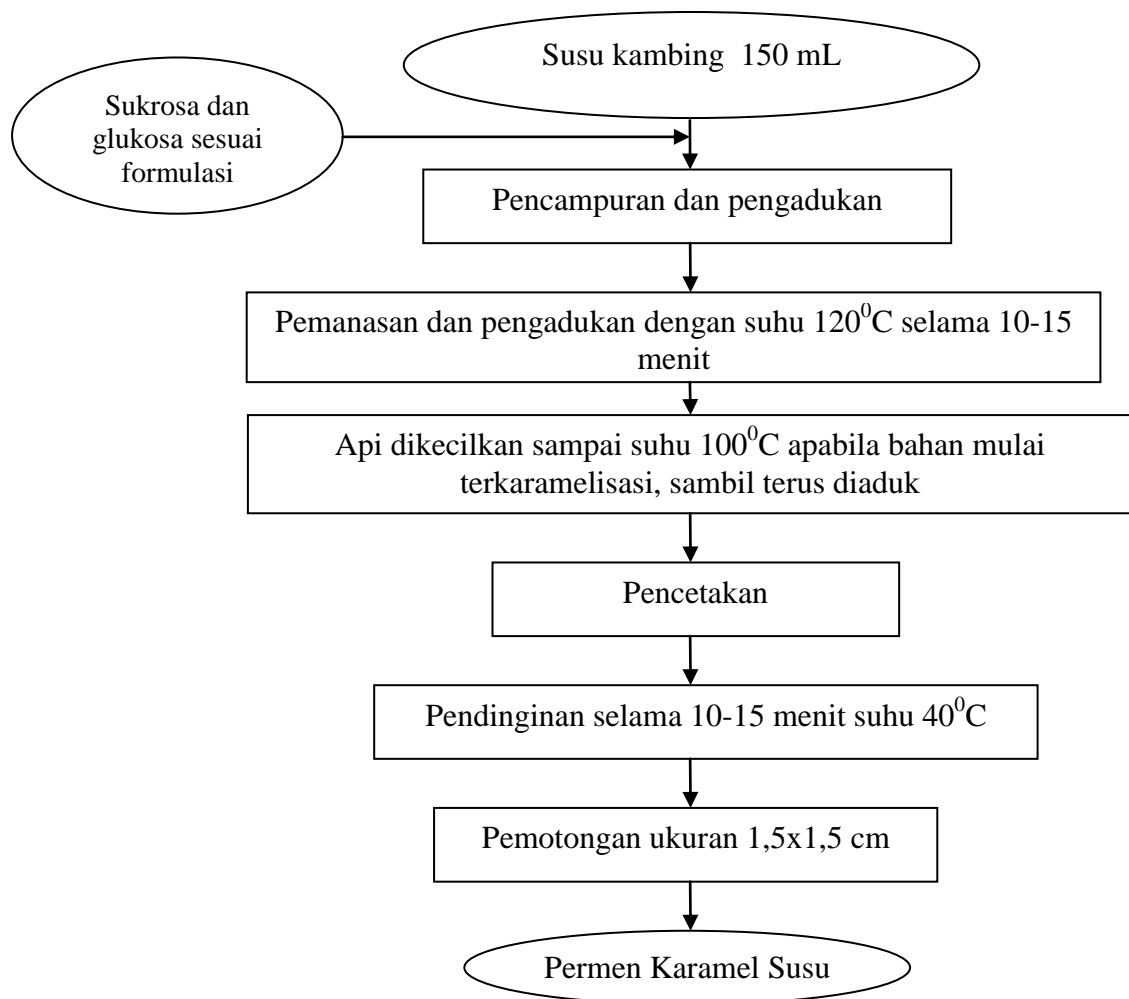 Susu kambing 150 mL
Sukrosa dan
glukosa sesuai
formulasi
Pencampuran dan pengadukan
Pemanasan dan pengadukan dengan suhu 120⁰C selama 10-15
menit
Api dikecilkan sampai suhu 100⁰C apabila bahan mulai
terkaramelisasi, sambil terus diaduk
Pencetakan
Pendinginan selama 10-15 menit suhu 40⁰C
Pemotongan ukuran 1,5x1,5 cm
Permen Karamel Susu